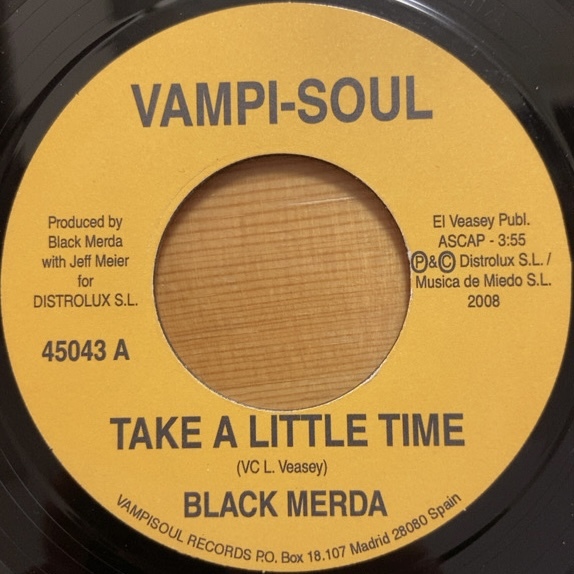 VAMPI-SOUL
Produced by
Black Merda
with Jeff Meier
for
DISTROLUX S.L.
45043 A
El Veasey Publ.
ASCAP - 3:55
Ⓟ&© Distrolux S.L. /
Musica de Miedo S.L.
2008
TAKE A LITTLE TIME
(VC L. Veasey)
BLACK MERDA
VAMPISOUL RECORDS P.O. Box 18.107 Madrid 28080 Spain